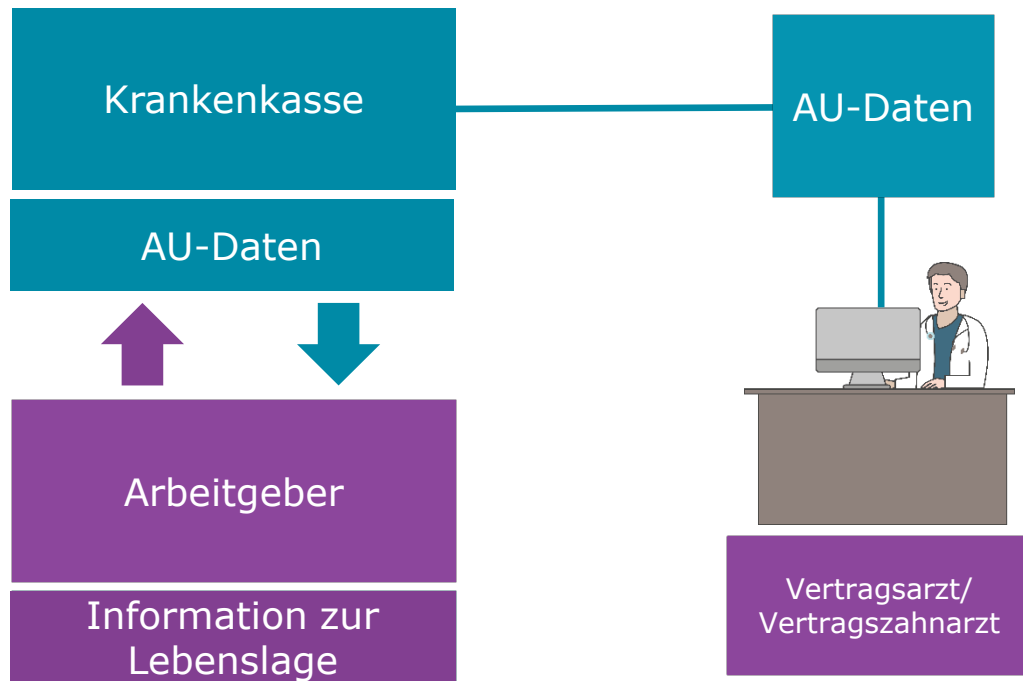 Krankenkasse
AU-Daten
AU-Daten
Arbeitgeber
Information zur
Lebenslage
Vertragsarzt/
Vertragszahnarzt